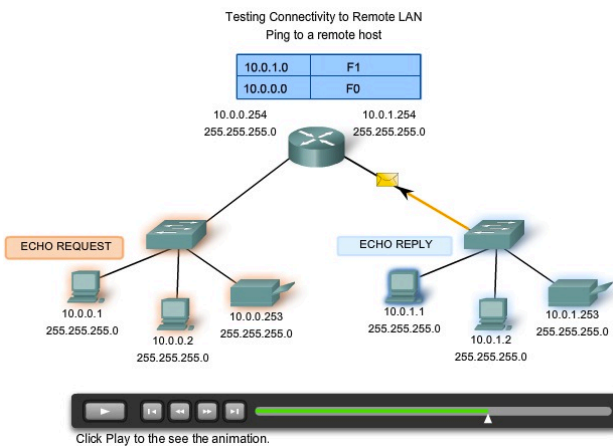 Testing Connectivity to Remote LAN
Ping to a remote host
10.0.1.0 F1
10.0.0.0 F0
10.0.0.254
255.255.255.0
10.0.1.254
255.255.255.0
ECHO REQUEST
ECHO REPLY
10.0.0.1
255.255.255.0
10.0.0.2
255.255.255.0
10.0.0.253
255.255.255.0
10.0.1.1
255.255.255.0
10.0.1.2
255.255.255.0
10.0.1.253
255.255.255.0
Click Play to the see the animation.